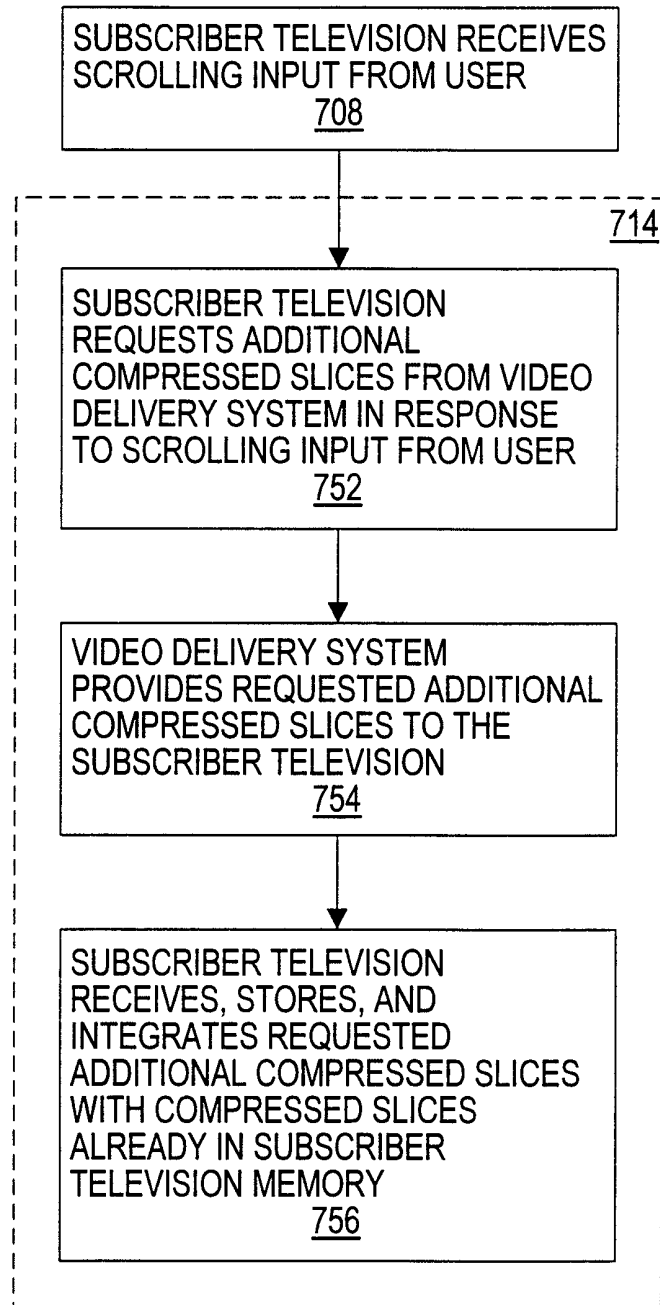 SUBSCRIBER TELEVISION RECEIVES
SCROLLING INPUT FROM USER
708
714
SUBSCRIBER TELEVISION
REQUESTS ADDITIONAL
COMPRESSED SLICES FROM VIDEO
DELIVERY SYSTEM IN RESPONSE
TO SCROLLING INPUT FROM USER
752
VIDEO DELIVERY SYSTEM
PROVIDES REQUESTED ADDITIONAL
COMPRESSED SLICES TO THE
SUBSCRIBER TELEVISION
754
SUBSCRIBER TELEVISION
RECEIVES, STORES, AND
INTEGRATES REQUESTED
ADDITIONAL COMPRESSED SLICES
WITH COMPRESSED SLICES
ALREADY IN SUBSCRIBER
TELEVISION MEMORY
756